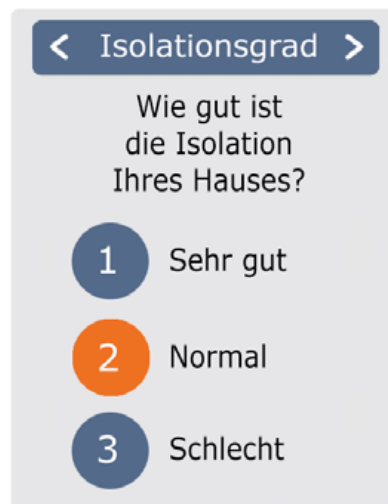 < Isolationsgrad >
Wie gut ist
die Isolation
Ihres Hauses?
1 Sehr gut
2 Normal
3 Schlecht